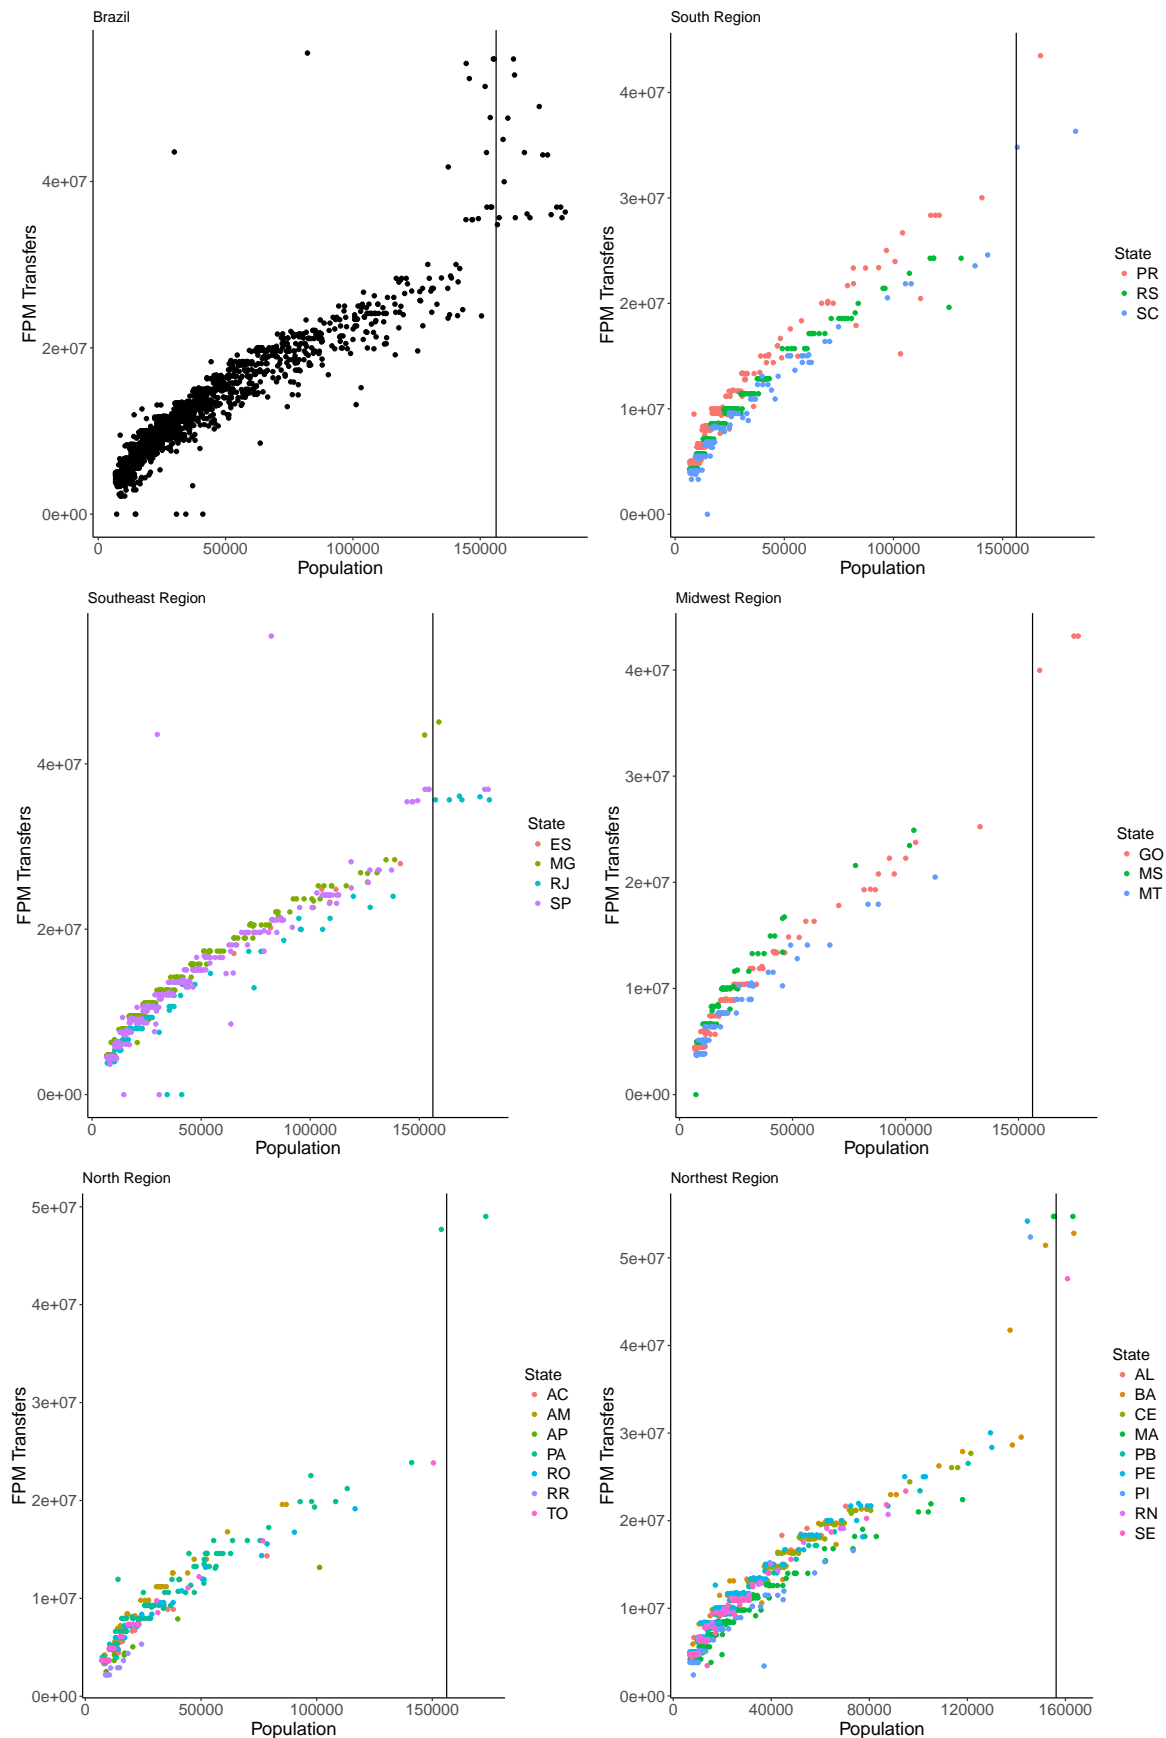 Brazil
FPM Transfers
4e+07
2e+07
0e+00
0 50000 100000 150000
Population
South Region
FPM Transfers
4e+07
3e+07
2e+07
1e+07
0e+00
0 50000 100000 150000
Population
State
PR
RS
SC
Southeast Region
FPM Transfers
4e+07
2e+07
0e+00
0 50000 100000 150000
Population
State
ES
MG
RJ
SP
Midwest Region
FPM Transfers
4e+07
3e+07
2e+07
1e+07
0e+00
0 50000 100000 150000
Population
State
GO
MS
MT
North Region
FPM Transfers
5e+07
4e+07
3e+07
2e+07
1e+07
0e+00
0 50000 100000 150000
Population
State
AC
AM
AP
PA
RO
RR
TO
Northest Region
FPM Transfers
5e+07
4e+07
3e+07
2e+07
1e+07
0e+00
0 40000 80000 120000 160000
Population
State
AL
BA
CE
MA
PB
PE
PI
RN
SE